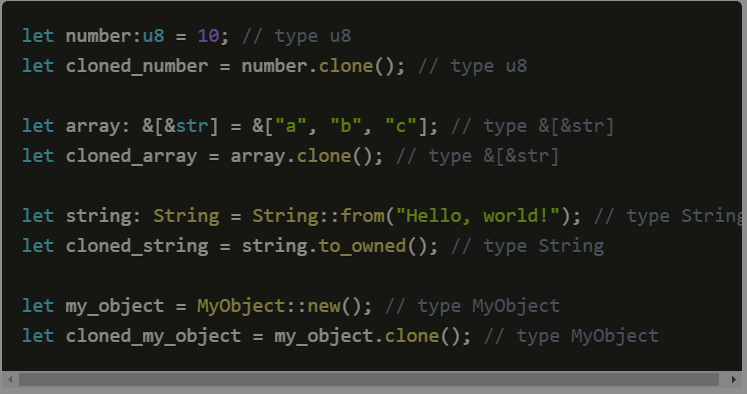 let number:u8 = 10; // type u8
let cloned_number = number.clone(); // type u8
let array: &[&str] = &["a", "b", "c"]; // type &[&str]
let cloned_array = array.clone(); // type &[&str]
let string: String = String::from("Hello, world!"); // type String
let cloned_string = string.to_owned(); // type String
let my_object = MyObject::new(); // type MyObject
let cloned_my_object = my_object.clone(); // type MyObject